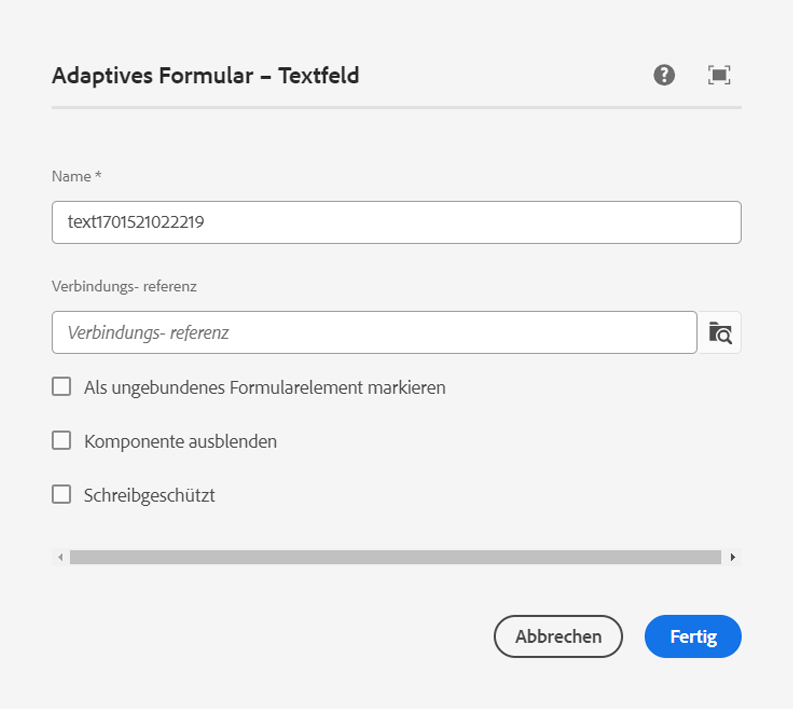 Adaptives Formular – Textfeld
Name *
text1701521022219
Verbindungs- referenz
Verbindungs- referenz
Als ungebundenes Formularelement markieren
Komponente ausblenden
Schreibgeschützt
Abbrechen
Fertig